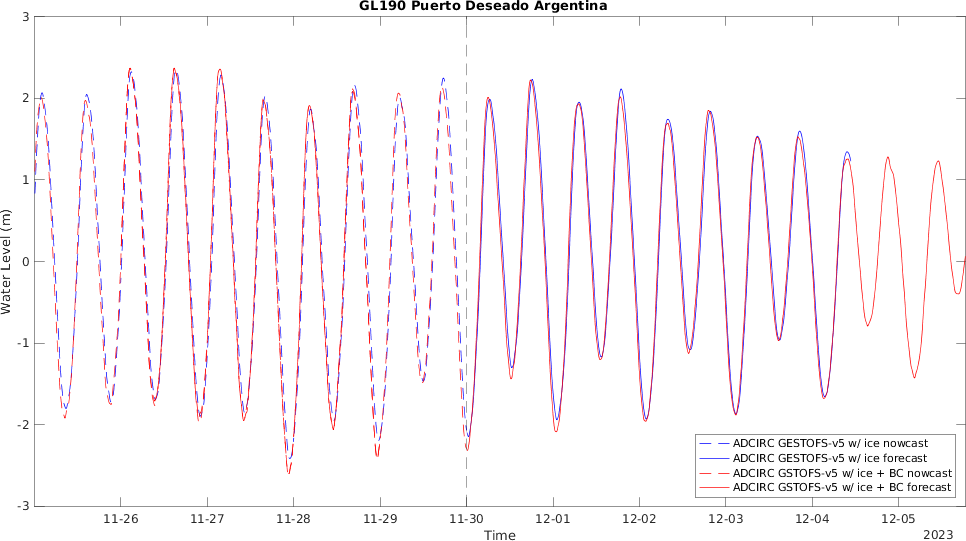 GL190 Puerto Deseado Argentina
3
2
1
0
-1
-2
-3
Water Level (m)
11-26 11-27 11-28 11-29 11-30 12-01 12-02 12-03 12-04 12-05
Time
2023
ADCIRC GESTOFS-v5 w/ ice nowcast
ADCIRC GESTOFS-v5 w/ ice forecast
ADCIRC GSTOFS-v5 w/ ice + BC nowcast
ADCIRC GSTOFS-v5 w/ ice + BC forecast